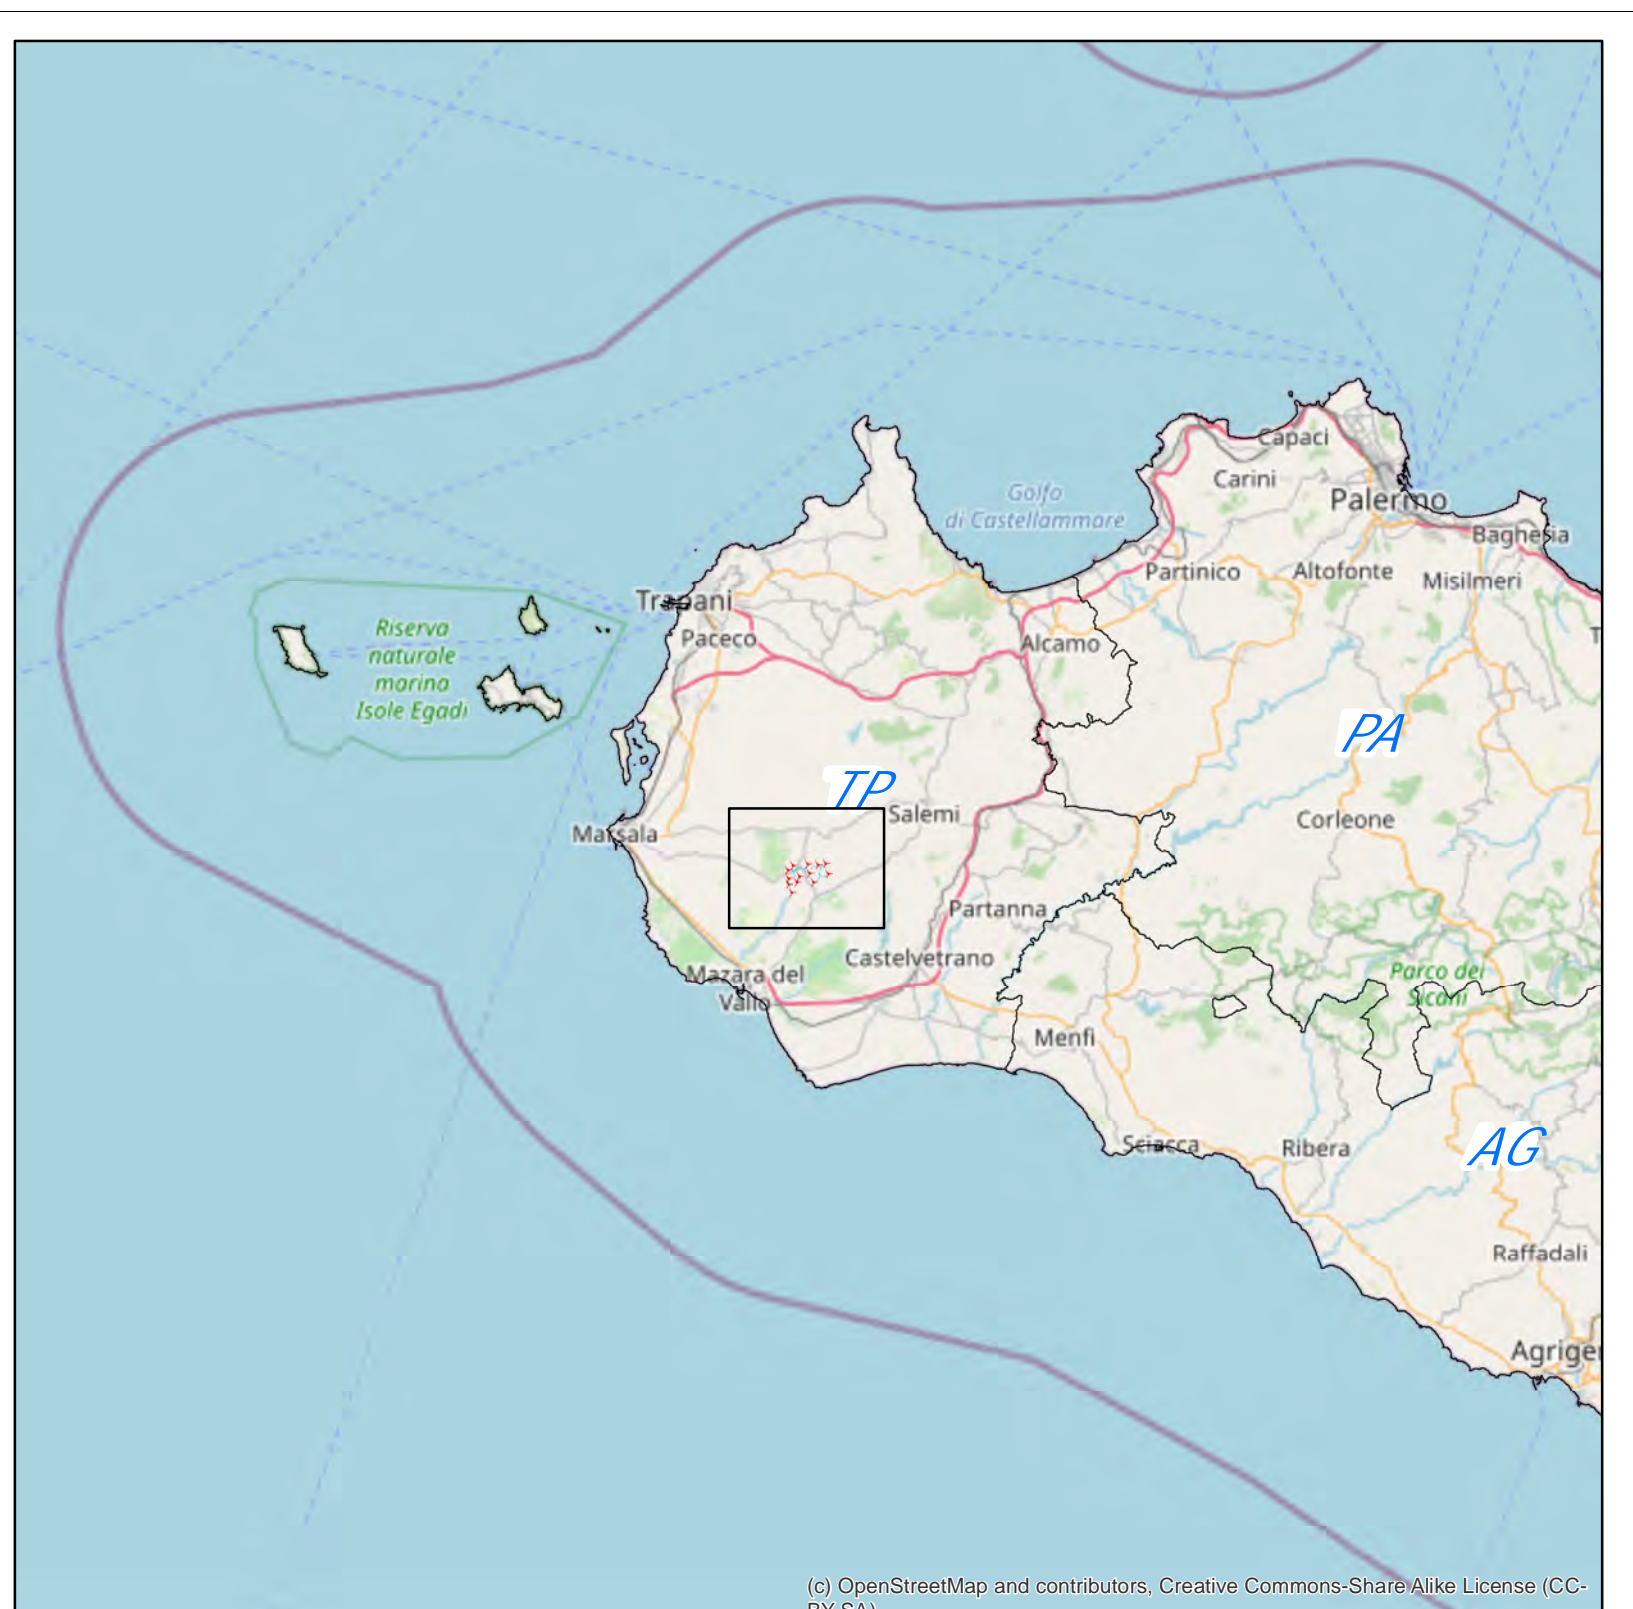 Capaci
Carini
Golfo
di Castellammare
Palermo
Bagheria
Partinico
Altofonte
Misilmeri
Trapani
Paceco
Alcamo
T
Riserva
naturale
marina
Isole Egadi
PA
TP
Salemi
Corleone
Marsala
Partanna
Castelvetrano
Mazara del
Vallo
Parco dei
Sicani
Menfi
Sciacca
Ribera
AG
Raffadali
Agrige
(c) OpenStreetMap and contributors, Creative Commons-Share Alike License (CC-
BY-SA)